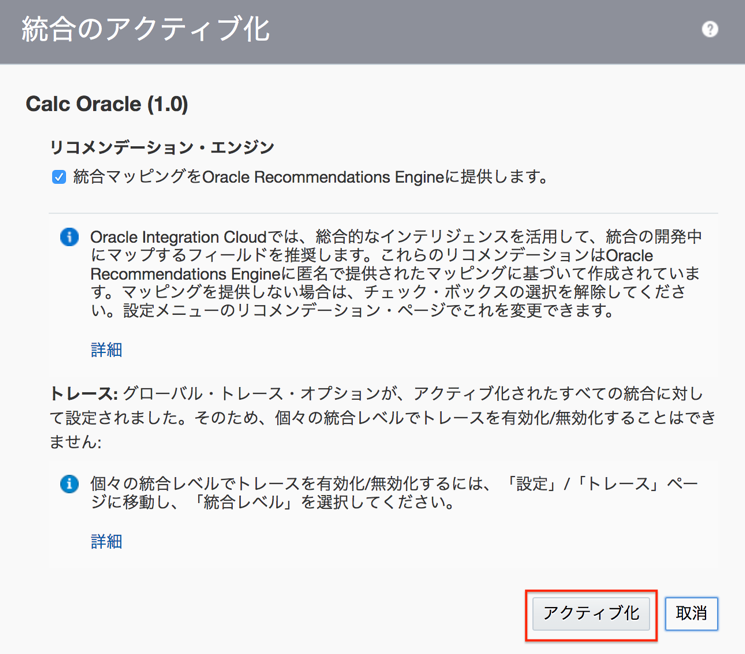 統合のアクティブ化
?
Calc Oracle (1.0)
リコメンデーション・エンジン
統合マッピングをOracle Recommendations Engineに提供します。
Oracle Integration Cloudでは、総合的なインテリジェンスを活用して、統合の開発中
にマップするフィールドを推奨します。これらのリコメンデーションはOracle
Recommendations Engineに匿名で提供されたマッピングに基づいて作成されていま
す。マッピングを提供しない場合は、チェック・ボックスの選択を解除してくださ
い。設定メニューのリコメンデーション・ページでこれを変更できます。
詳細
トレース: グローバル・トレース・オプションが、アクティブ化されたすべての統合に対し
て設定されました。そのため、個々の統合レベルでトレースを有効化/無効化することはでき
ません:
個々の統合レベルでトレースを有効化/無効化するには、「設定」/「トレース」ペー
ジに移動し、「統合レベル」を選択してください。
詳細
アクティブ化
取消